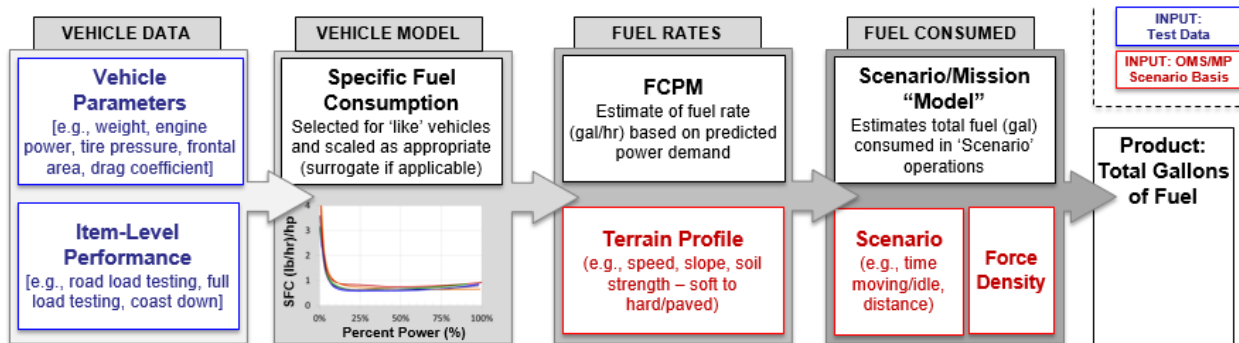 VEHICLE DATA
Vehicle
Parameters
[e.g., weight, engine
power, tire pressure, frontal
area, drag coefficient]
Item-Level
Performance
[e.g., road load testing, full
load testing, coast down]
VEHICLE MODEL
Specific Fuel
Consumption
Selected for ‘like’ vehicles
and scaled as appropriate
(surrogate if applicable)
SFC (lb/hr)/hp
4
3
2
1
0
0%
25%
50%
75%
100%
Percent Power (%)
FUEL RATES
FCPM
Estimate of fuel rate
(gal/hr) based on predicted
power demand
Terrain Profile
(e.g., speed, slope, soil
strength – soft to
hard/paved)
FUEL CONSUMED
Scenario/Mission
“Model”
Estimates total fuel (gal)
consumed in ‘Scenario’
operations
Scenario
(e.g., time
moving/idle,
distance)
Force
Density
INPUT:
Test Data
INPUT: OMS/MP
Scenario Basis
Product:
Total Gallons
of Fuel